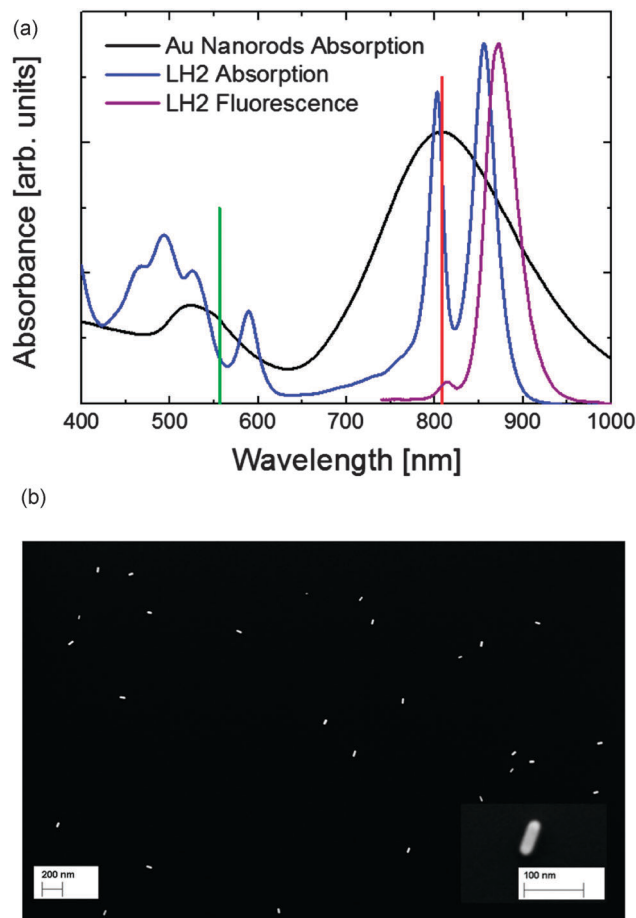 (a)
Au Nanorods Absorption
LH2 Absorption
LH2 Fluorescence
Absorbance [arb. units]
400 500 600 700 800 900 1000
Wavelength [nm]
(b)
200 nm
100 nm